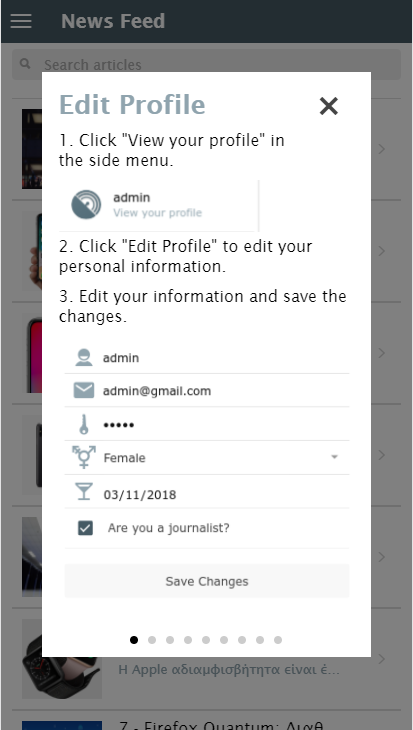 News Feed
Search articles
Edit Profile
1. Click "View your profile" in
the side menu.
admin
View your profile
2. Click "Edit Profile" to edit your
personal information.
3. Edit your information and save the
changes.
admin
admin@gmail.com
•••••
Female
03/11/2018
Are you a journalist?
Save Changes
Η Apple αδιαμφισβήτητα είναι έ...
7 - Firefox Quantum: Διαθ